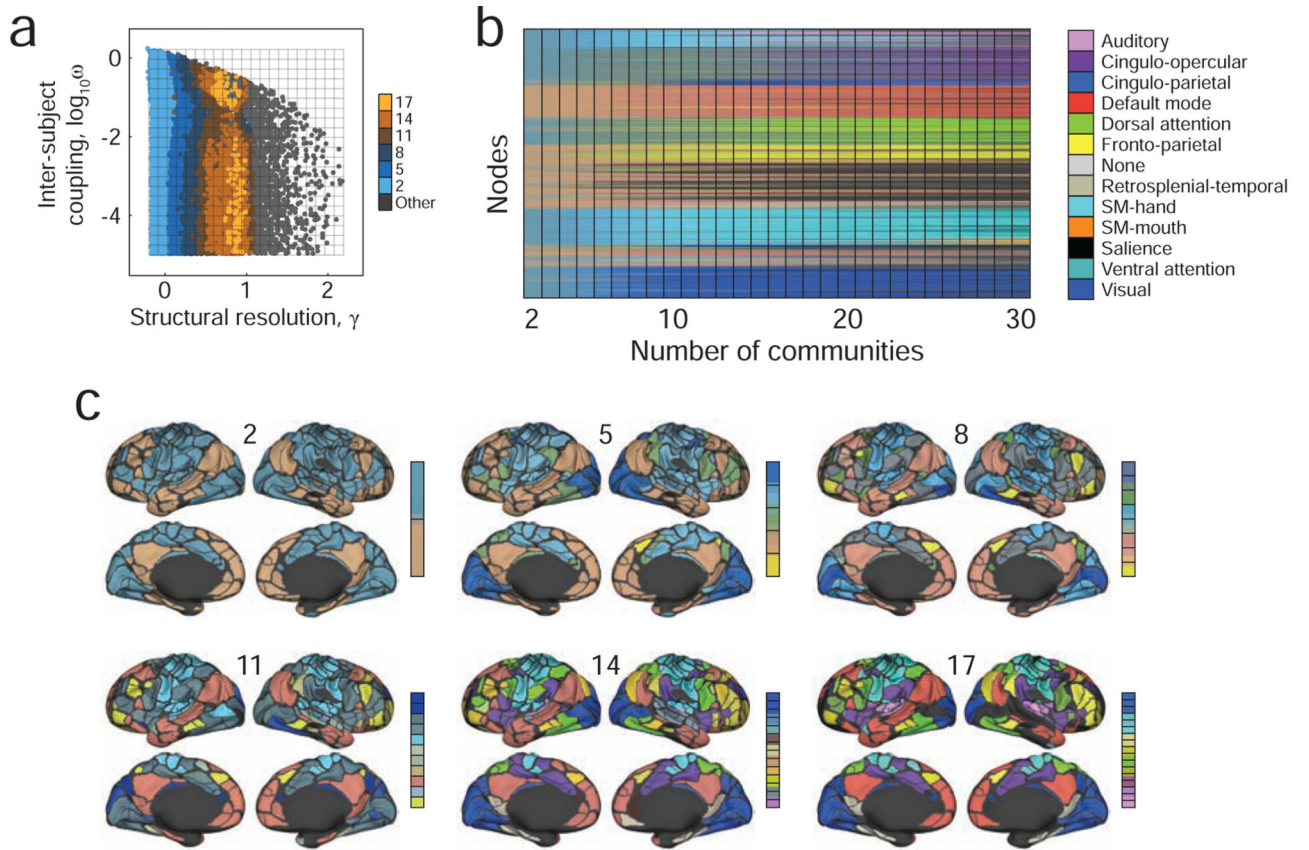 a
Inter-subject
coupling, log₁₀ω
0
-2
-4
0
1
2
Structural resolution, γ
17
14
11
8
5
2
Other
b
Nodes
2
10
20
30
Number of communities
Auditory
Cingulo-opercular
Cingulo-parietal
Default mode
Dorsal attention
Fronto-parietal
None
Retrosplenial-temporal
SM-hand
SM-mouth
Salience
Ventral attention
Visual
c
2
5
8
11
14
17